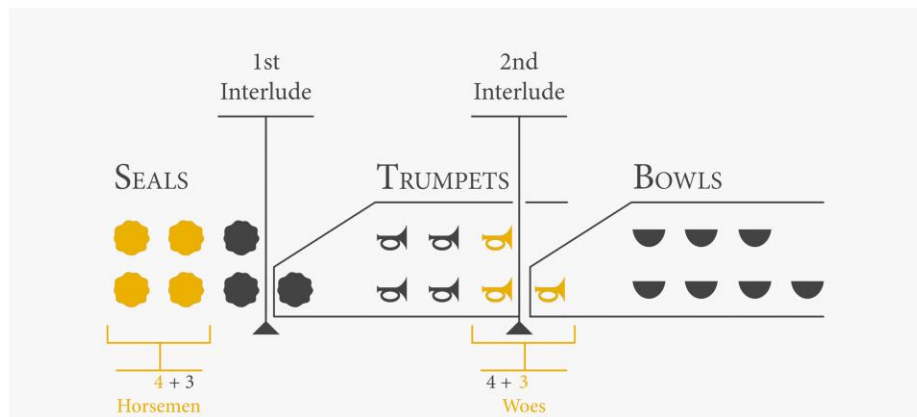 1st
Interlude
2nd
Interlude
SEALS
TRUMPETS
BOWLS
4 + 3
Horsemen
4 + 3
Woes